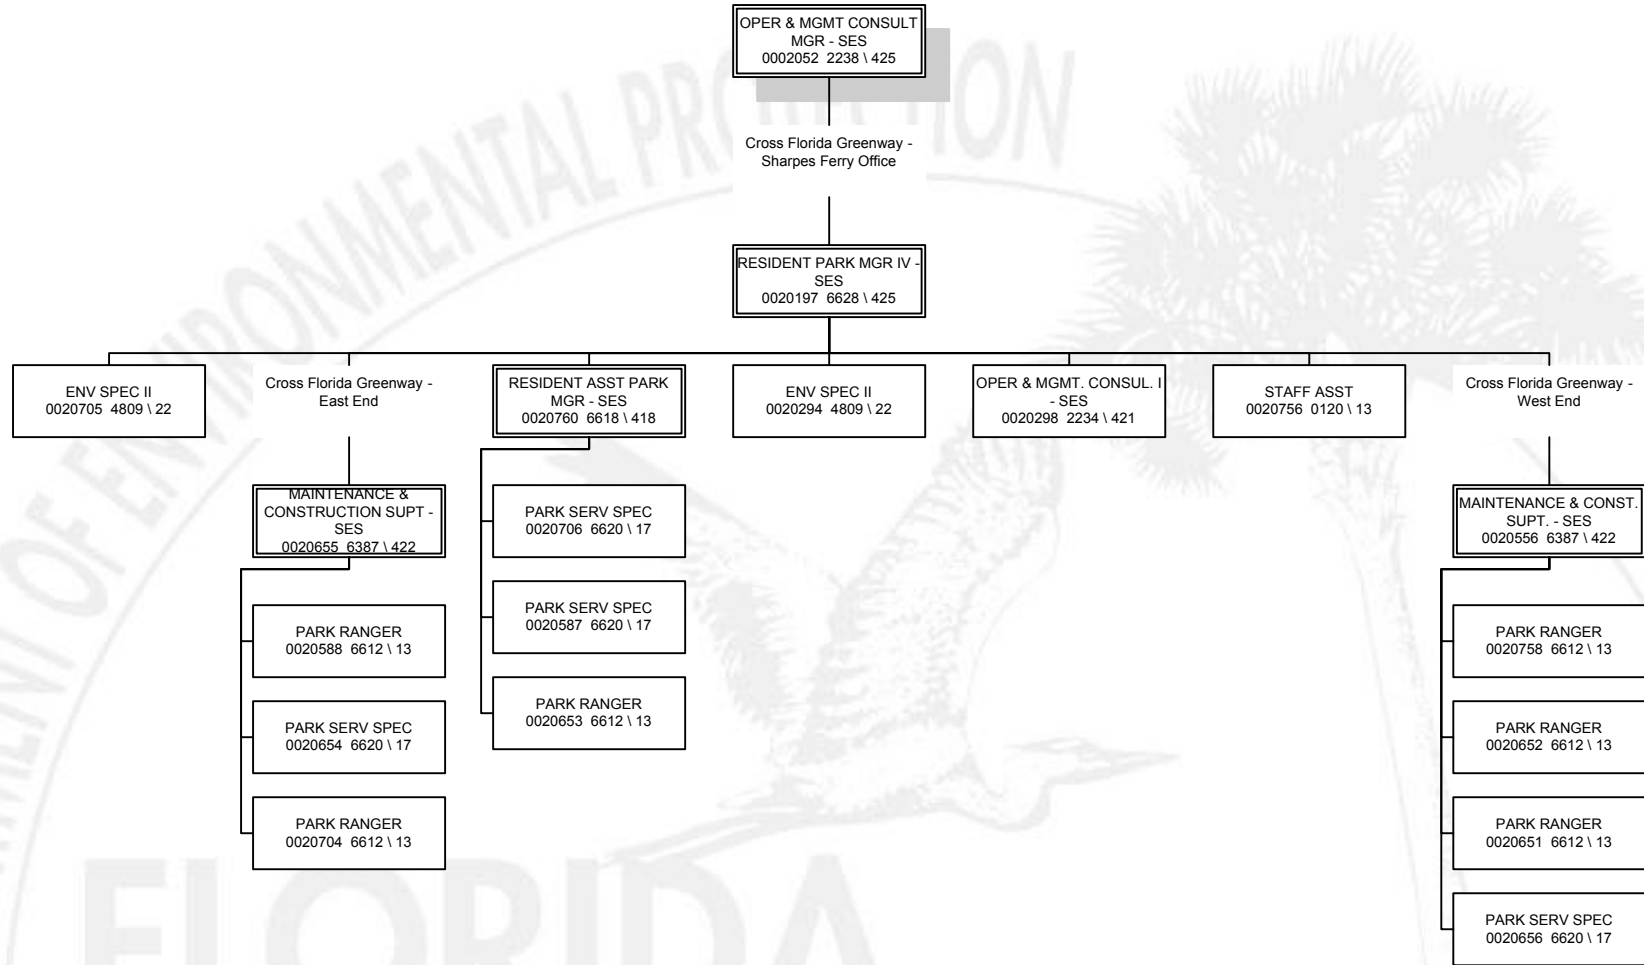 OPER & MGMT CONSULT
MGR - SES
0002052 2238 \ 425
Cross Florida Greenway -
Sharpes Ferry Office
RESIDENT PARK MGR IV -
SES
0020197 6628 \ 425
ENV SPEC II
0020705 4809 \ 22
Cross Florida Greenway -
East End
RESIDENT ASST PARK
MGR - SES
0020760 6618 \ 418
ENV SPEC II
0020294 4809 \ 22
OPER & MGMT. CONSUL. I
- SES
0020298 2234 \ 421
STAFF ASST
0020756 0120 \ 13
Cross Florida Greenway -
West End
MAINTENANCE &
CONSTRUCTION SUPT -
SES
0020655 6387 \ 422
PARK RANGER
0020588 6612 \ 13
PARK SERV SPEC
0020654 6620 \ 17
PARK RANGER
0020704 6612 \ 13
PARK SERV SPEC
0020706 6620 \ 17
PARK SERV SPEC
0020587 6620 \ 17
PARK RANGER
0020653 6612 \ 13
MAINTENANCE & CONST.
SUPT. - SES
0020556 6387 \ 422
PARK RANGER
0020758 6612 \ 13
PARK RANGER
0020652 6612 \ 13
PARK RANGER
0020651 6612 \ 13
PARK SERV SPEC
0020656 6620 \ 17
OF ENVIRONMENTAL PROTECTION
FLORIDA